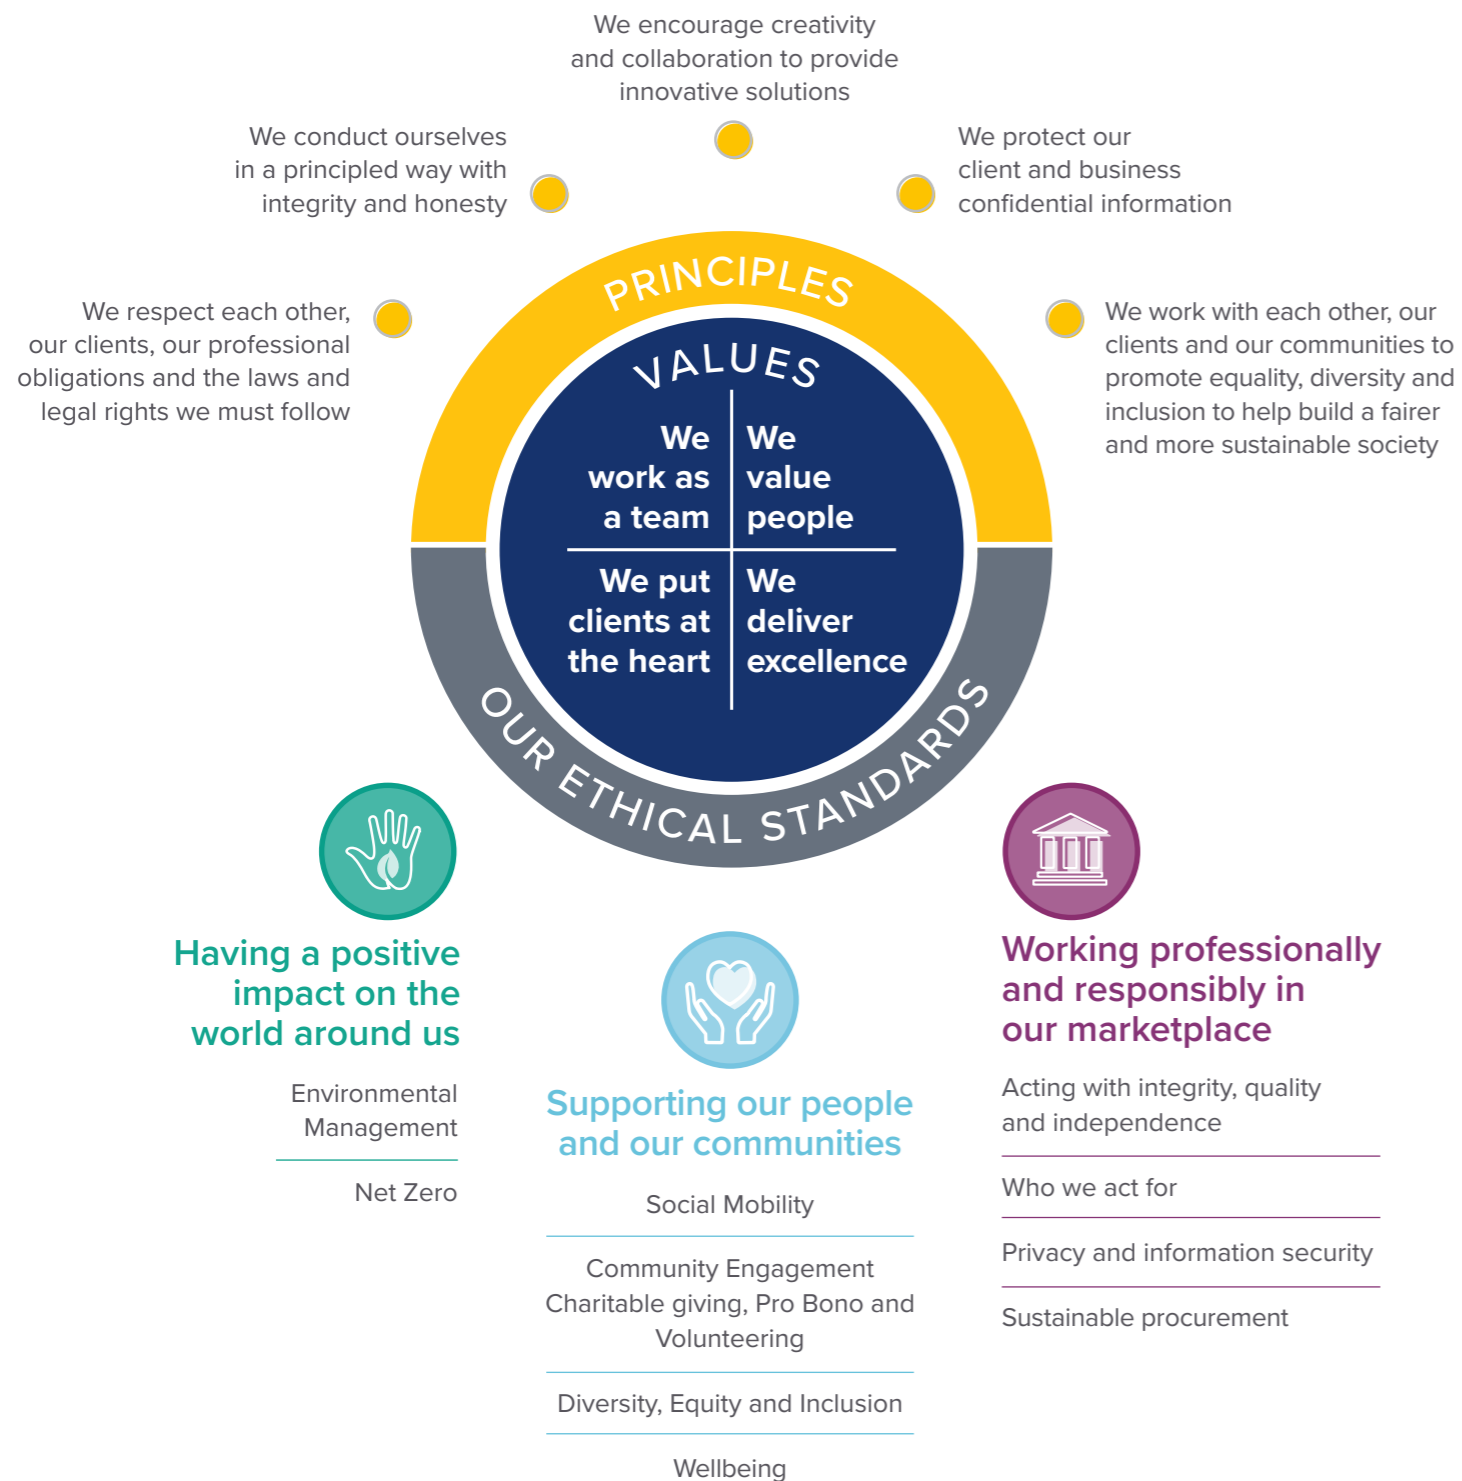 We encourage creativity
and collaboration to provide
innovative solutions
We conduct ourselves
in a principled way with
integrity and honesty
We protect our
client and business
confidential information
We respect each other,
our clients, our professional
obligations and the laws and
legal rights we must follow
We work with each other, our
clients and our communities to
promote equality, diversity and
inclusion to help build a fairer
and more sustainable society
PRINCIPLES
VALUES
We
work as
a team
We
value
people
We put
clients at
the heart
We
deliver
excellence
OUR ETHICAL STANDARDS
Having a positive
impact on the
world around us
Environmental
Management
Net Zero
Supporting our people
and our communities
Social Mobility
Community Engagement
Charitable giving, Pro Bono and
Volunteering
Diversity, Equity and Inclusion
Wellbeing
Working professionally
and responsibly in
our marketplace
Acting with integrity, quality
and independence
Who we act for
Privacy and information security
Sustainable procurement